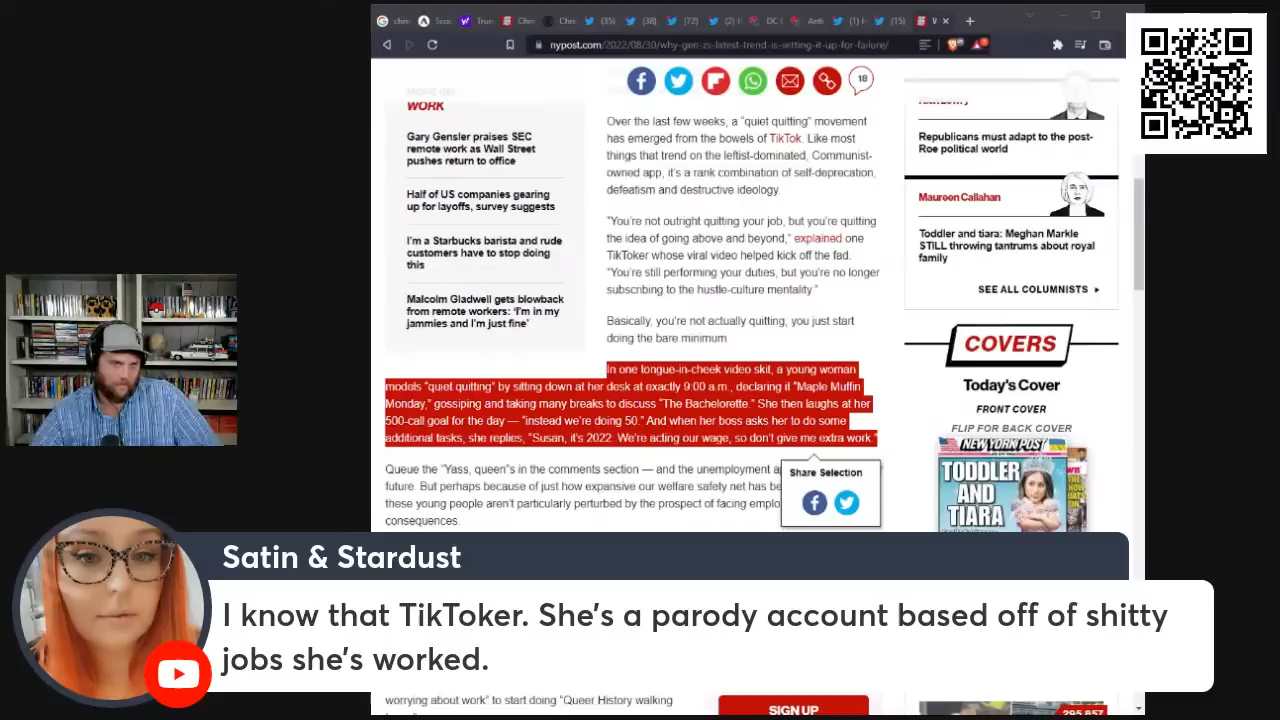 (35)
(38)
(72)
DC
Anti
(15)
nypost.com/2022/08/30/why-gen-zs-latest-trend-is-setting-it-up-for-failure/
18
MORE ON:
WORK
Gary Gensler praises SEC
remote work as Wall Street
pushes return to office
Half of US companies gearing
up for layoffs, survey suggests
I'm a Starbucks barista and rude
customers have to stop doing
this
Malcolm Gladwell gets blowback
from remote workers: 'I'm in my
jammies and I'm just fine'
Over the last few weeks, a "quiet quitting" movement
has emerged from the bowels of TikTok. Like most
things that trend on the leftist-dominated, Communist-
owned app, it's a rank combination of self-deprecation,
defeatism and destructive ideology.
"You're not outright quitting your job, but you're quitting
the idea of going above and beyond," explained one
TikToker whose viral video helped kick off the fad.
"You're still performing your duties, but you're no longer
subscribing to the hustle-culture mentality."
Basically, you're not actually quitting, you just start
doing the bare minimum.
In one tongue-in-cheek video skit, a young woman
models "quiet quitting" by sitting down at her desk at exactly 9:00 a.m., declaring it "Maple Muffin
Monday," gossiping and taking many breaks to discuss "The Bachelorette." She then laughs at her
500-call goal for the day — "instead we're doing 50." And when her boss asks her to do some
additional tasks, she replies, "Susan, it's 2022. We're acting our wage, so don't give me extra work."
Share Selection
Queue the "Yass, queen"s in the comments section — and the unemployment
future. But perhaps because of just how expansive our welfare safety net has
these young people aren't particularly perturbed by the prospect of facing
consequences.
Republicans must adapt to the post-
Roe political world
Maureen Callahan
Toddler and tiara: Meghan Markle
STILL throwing tantrums about royal
family
SEE ALL COLUMNISTS
COVERS
Today's Cover
FRONT COVER
FLIP FOR BACK COVER
NEW YORK POST
TODDLER
AND
TIARA
Satin & Stardust
I know that TikToker. She's a parody account based off of shitty
jobs she's worked.
worrying about work" to start doing "Queer History walking
SIGN UP
295,857